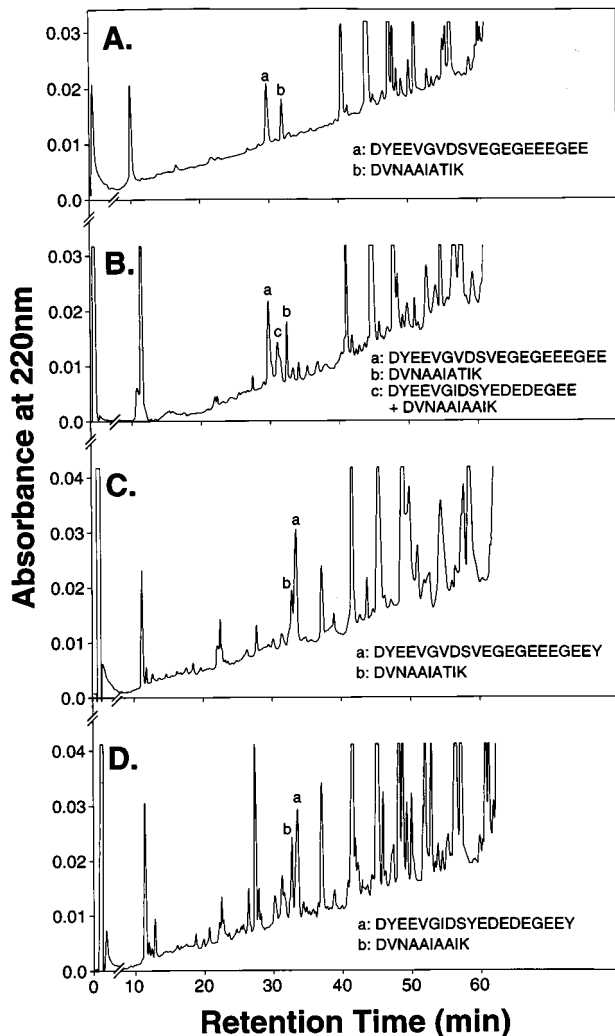 Absorbance at 220nm
A.
0.03
0.02
0.01
0.0
a
b
a: DYEEVGVDSVEGEGEEEGEE
b: DVNAAIATIK
B.
0.03
0.02
0.01
0.0
a
c
b
a: DYEEVGVDSVEGEGEEEGEE
b: DVNAAIATIK
c: DYEEVGIDSYEDEDEGEE
+ DVNAAIAAIK
C.
0.04
0.03
0.02
0.01
0.0
a
b
a: DYEEVGVDSVEGEGEEEGEEY
b: DVNAAIATIK
D.
0.04
0.03
0.02
0.01
0.0
a
b
a: DYEEVGIDSYEDEDEGEEY
b: DVNAAIAAIK
0 10 20 30 40 50 60
Retention Time (min)